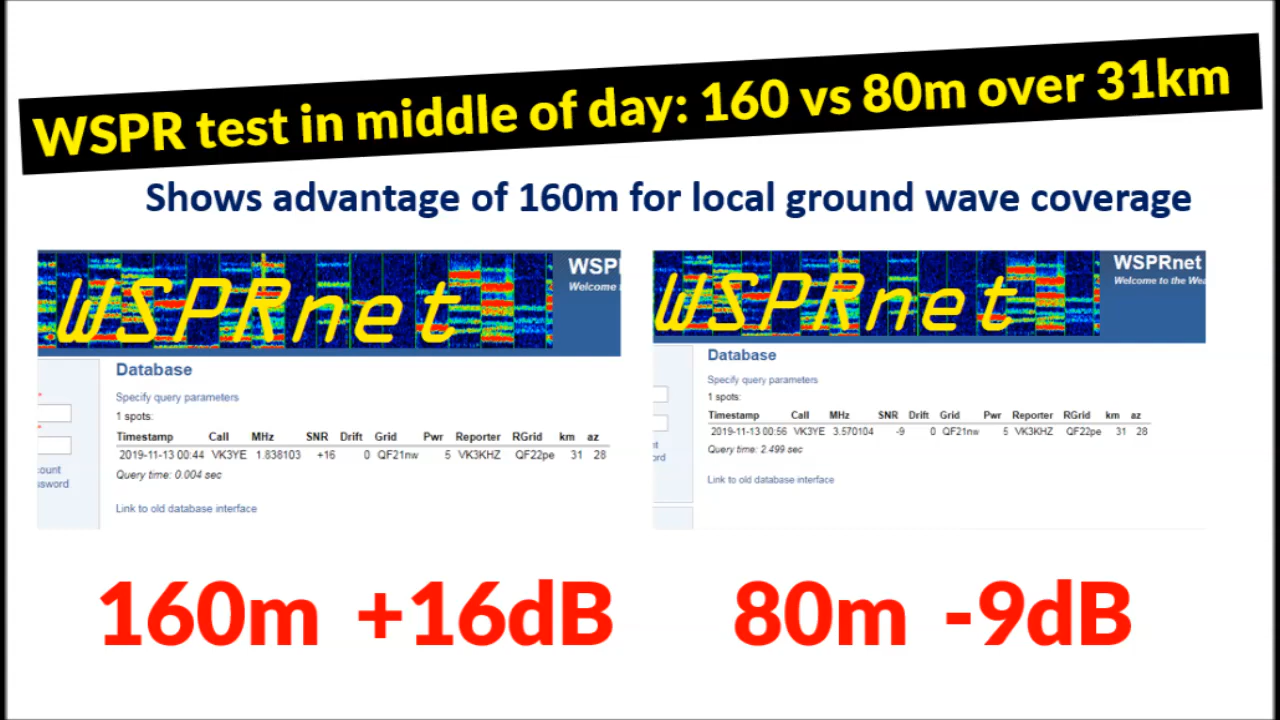 WSPR test in middle of day: 160 vs 80m over 31km
Shows advantage of 160m for local ground wave coverage
WSPRnet
WSPI
Welcome
Database
Specify query parameters
1 spots:
Timestamp Call MHz SNR Drift Grid Pwr Reporter RGrid km az
2019-11-13 00:44 VK3YE 1.838103 +16 0 QF21nw 5 VK3KHZ QF22pe 31 28
Query time: 0.004 sec
Link to old database interface
*
*
ount
sword
WSPRnet
WSPRnet
Welcome to the Wea
Database
Specify query parameters
1 spots:
Timestamp Call MHz SNR Drift Grid Pwr Reporter RGrid km az
2019-11-13 00:56 VK3YE 3.570104 -9 0 QF21nw 5 VK3KHZ QF22pe 31 28
Query time: 2.499 sec
Link to old database interface
ount
ord
160m +16dB
80m -9dB